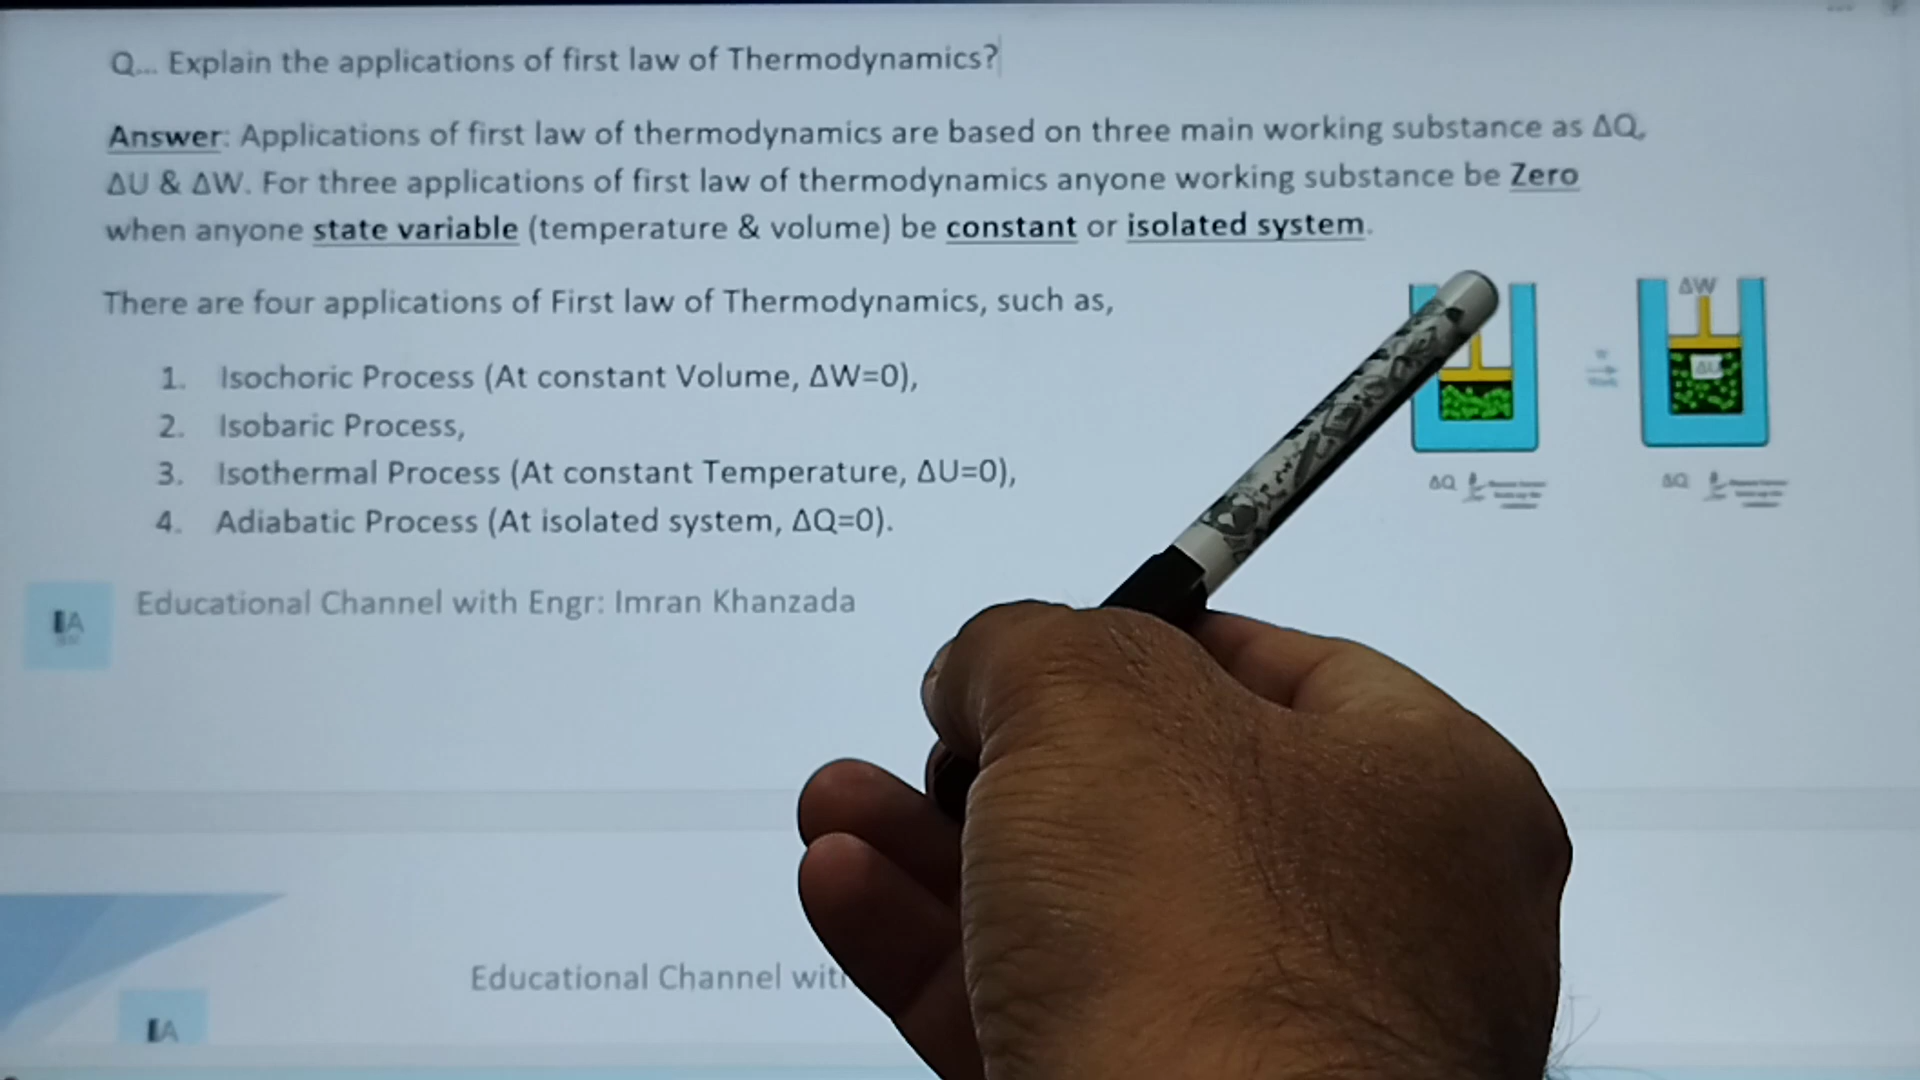 Q... Explain the applications of first law of Thermodynamics?
Answer: Applications of first law of thermodynamics are based on three main working substance as ΔQ,
ΔU & ΔW. For three applications of first law of thermodynamics anyone working substance be Zero
when anyone state variable (temperature & volume) be constant or isolated system.
There are four applications of First law of Thermodynamics, such as,
1. Isochoric Process (At constant Volume, ΔW=0),
2. Isobaric Process,
3. Isothermal Process (At constant Temperature, ΔU=0),
4. Adiabatic Process (At isolated system, ΔQ=0).
ΔW
ΔU
ΔQ
ΔQ
Educational Channel with Engr: Imran Khanzada
IA
Educational Channel with
IA